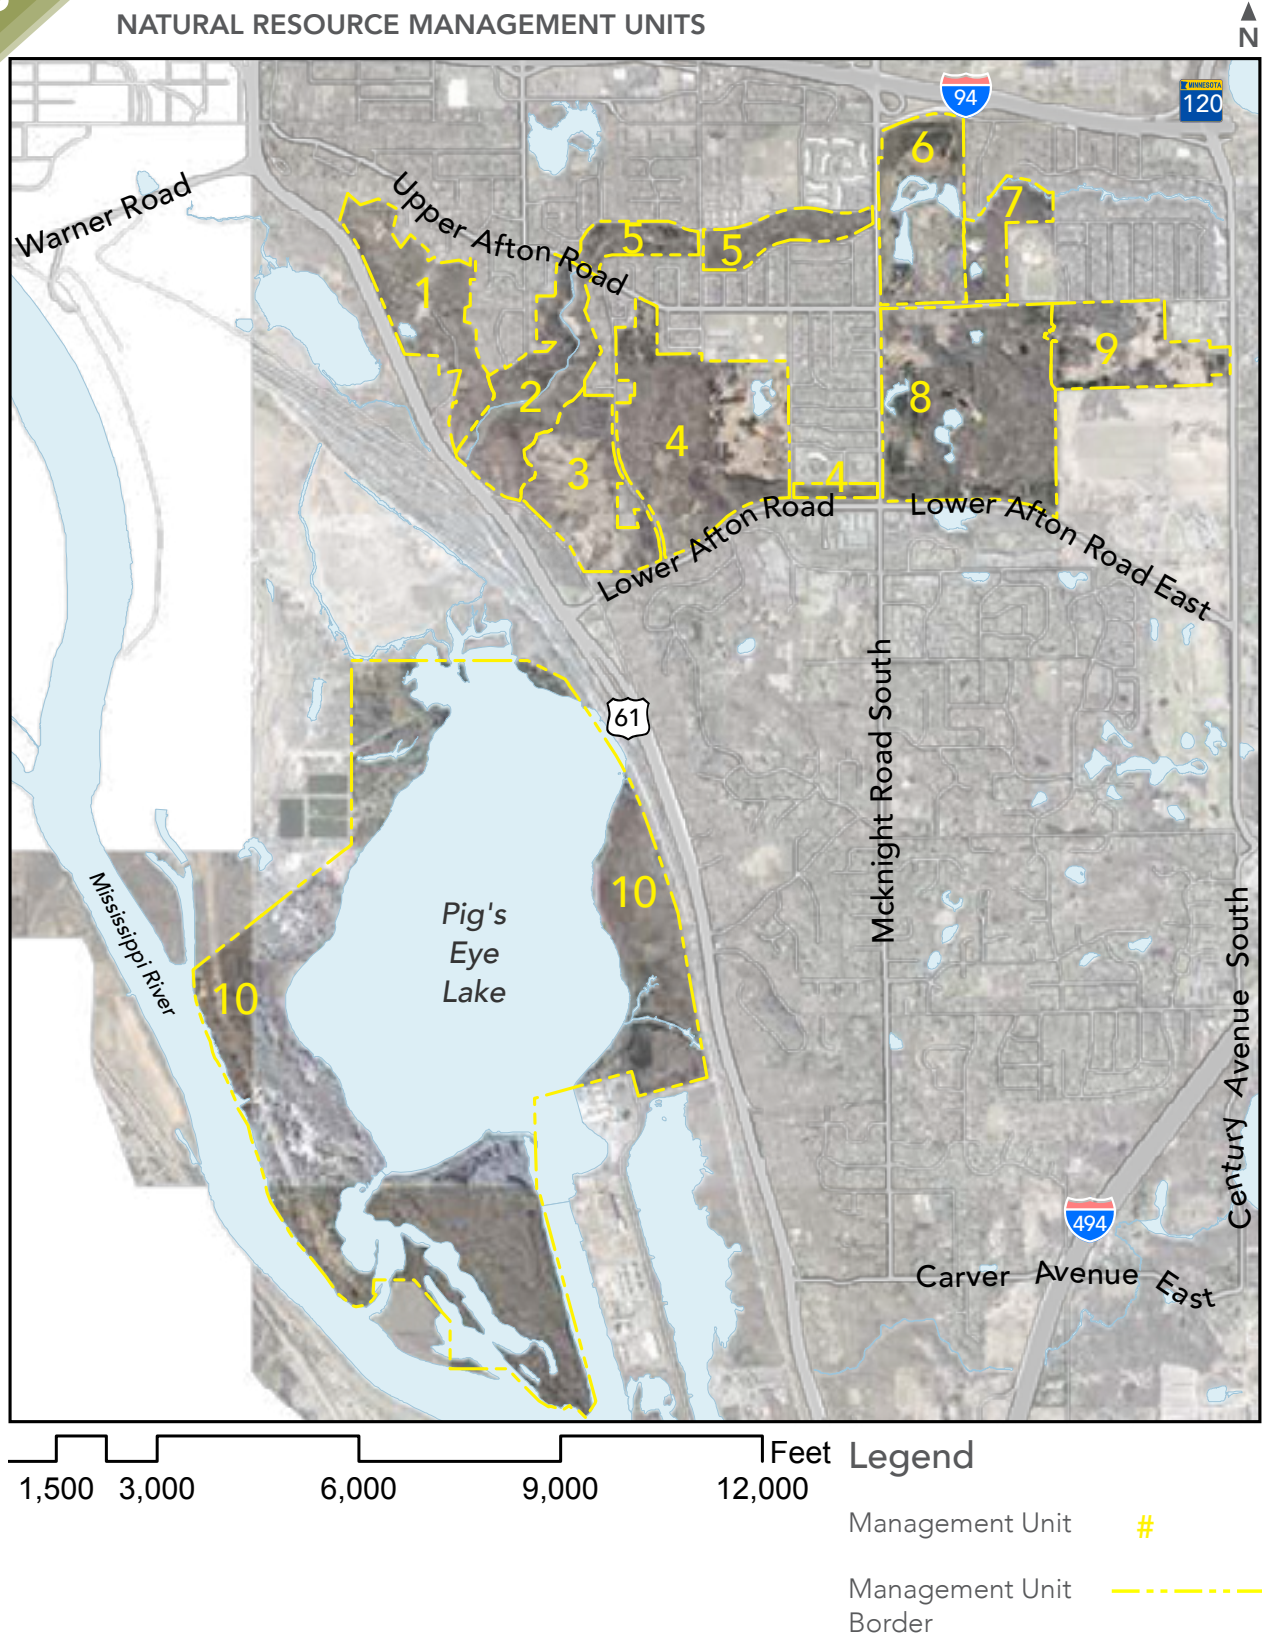 NATURAL RESOURCE MANAGEMENT UNITS
N
94
MINNESOTA
120
6
Warner Road
Upper Afton Road
7
5
5
1
9
8
2
4
3
4
Lower Afton Road
Lower Afton Road East
61
Mcknight Road South
10
Pig's
Eye
Lake
Mississippi River
10
Century Avenue South
494
Carver Avenue East
Feet
1,500 3,000 6,000 9,000 12,000
Legend
Management Unit #
Management Unit
Border